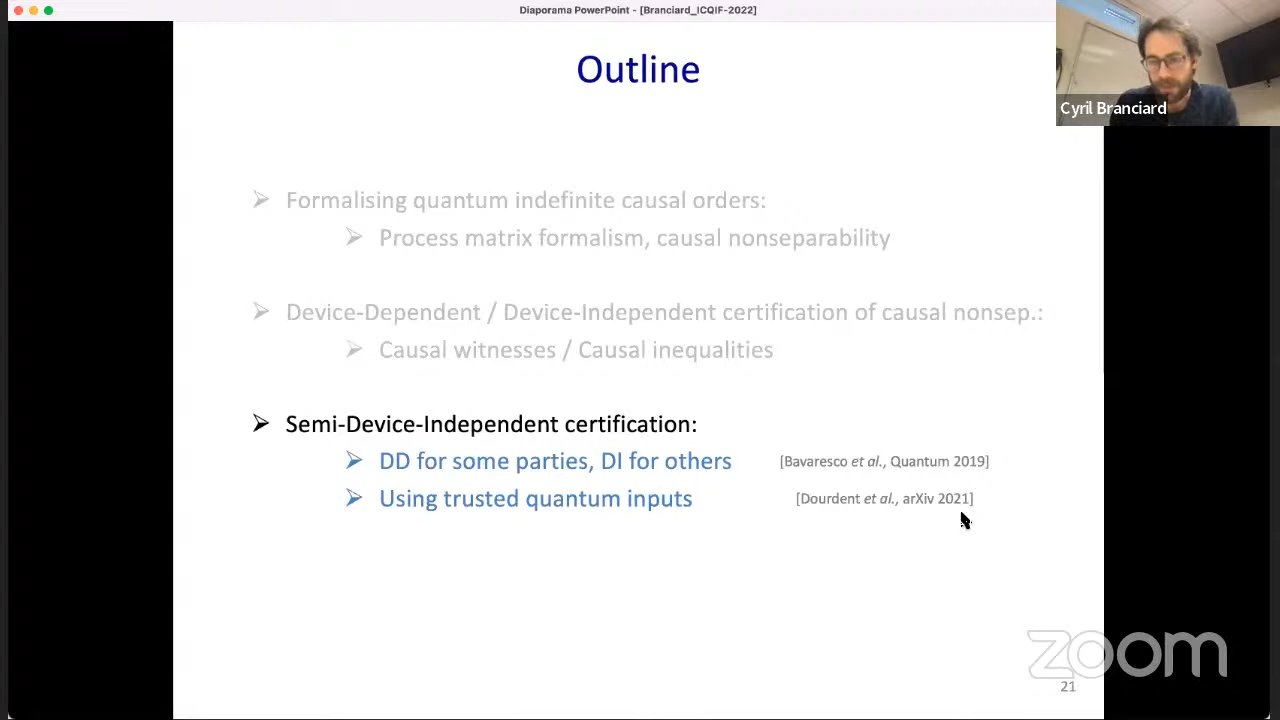 Diaporama PowerPoint - [Branciard_ICQIF-2022]
Outline
Cyril Branciard
Formalising quantum indefinite causal orders:
Process matrix formalism, causal nonseparability
Device-Dependent / Device-Independent certification of causal nonsep.:
Causal witnesses / Causal inequalities
Semi-Device-Independent certification:
DD for some parties, DI for others [Bavaresco et al., Quantum 2019]
Using trusted quantum inputs [Dourdent et al., arXiv 2021]
zoom
21